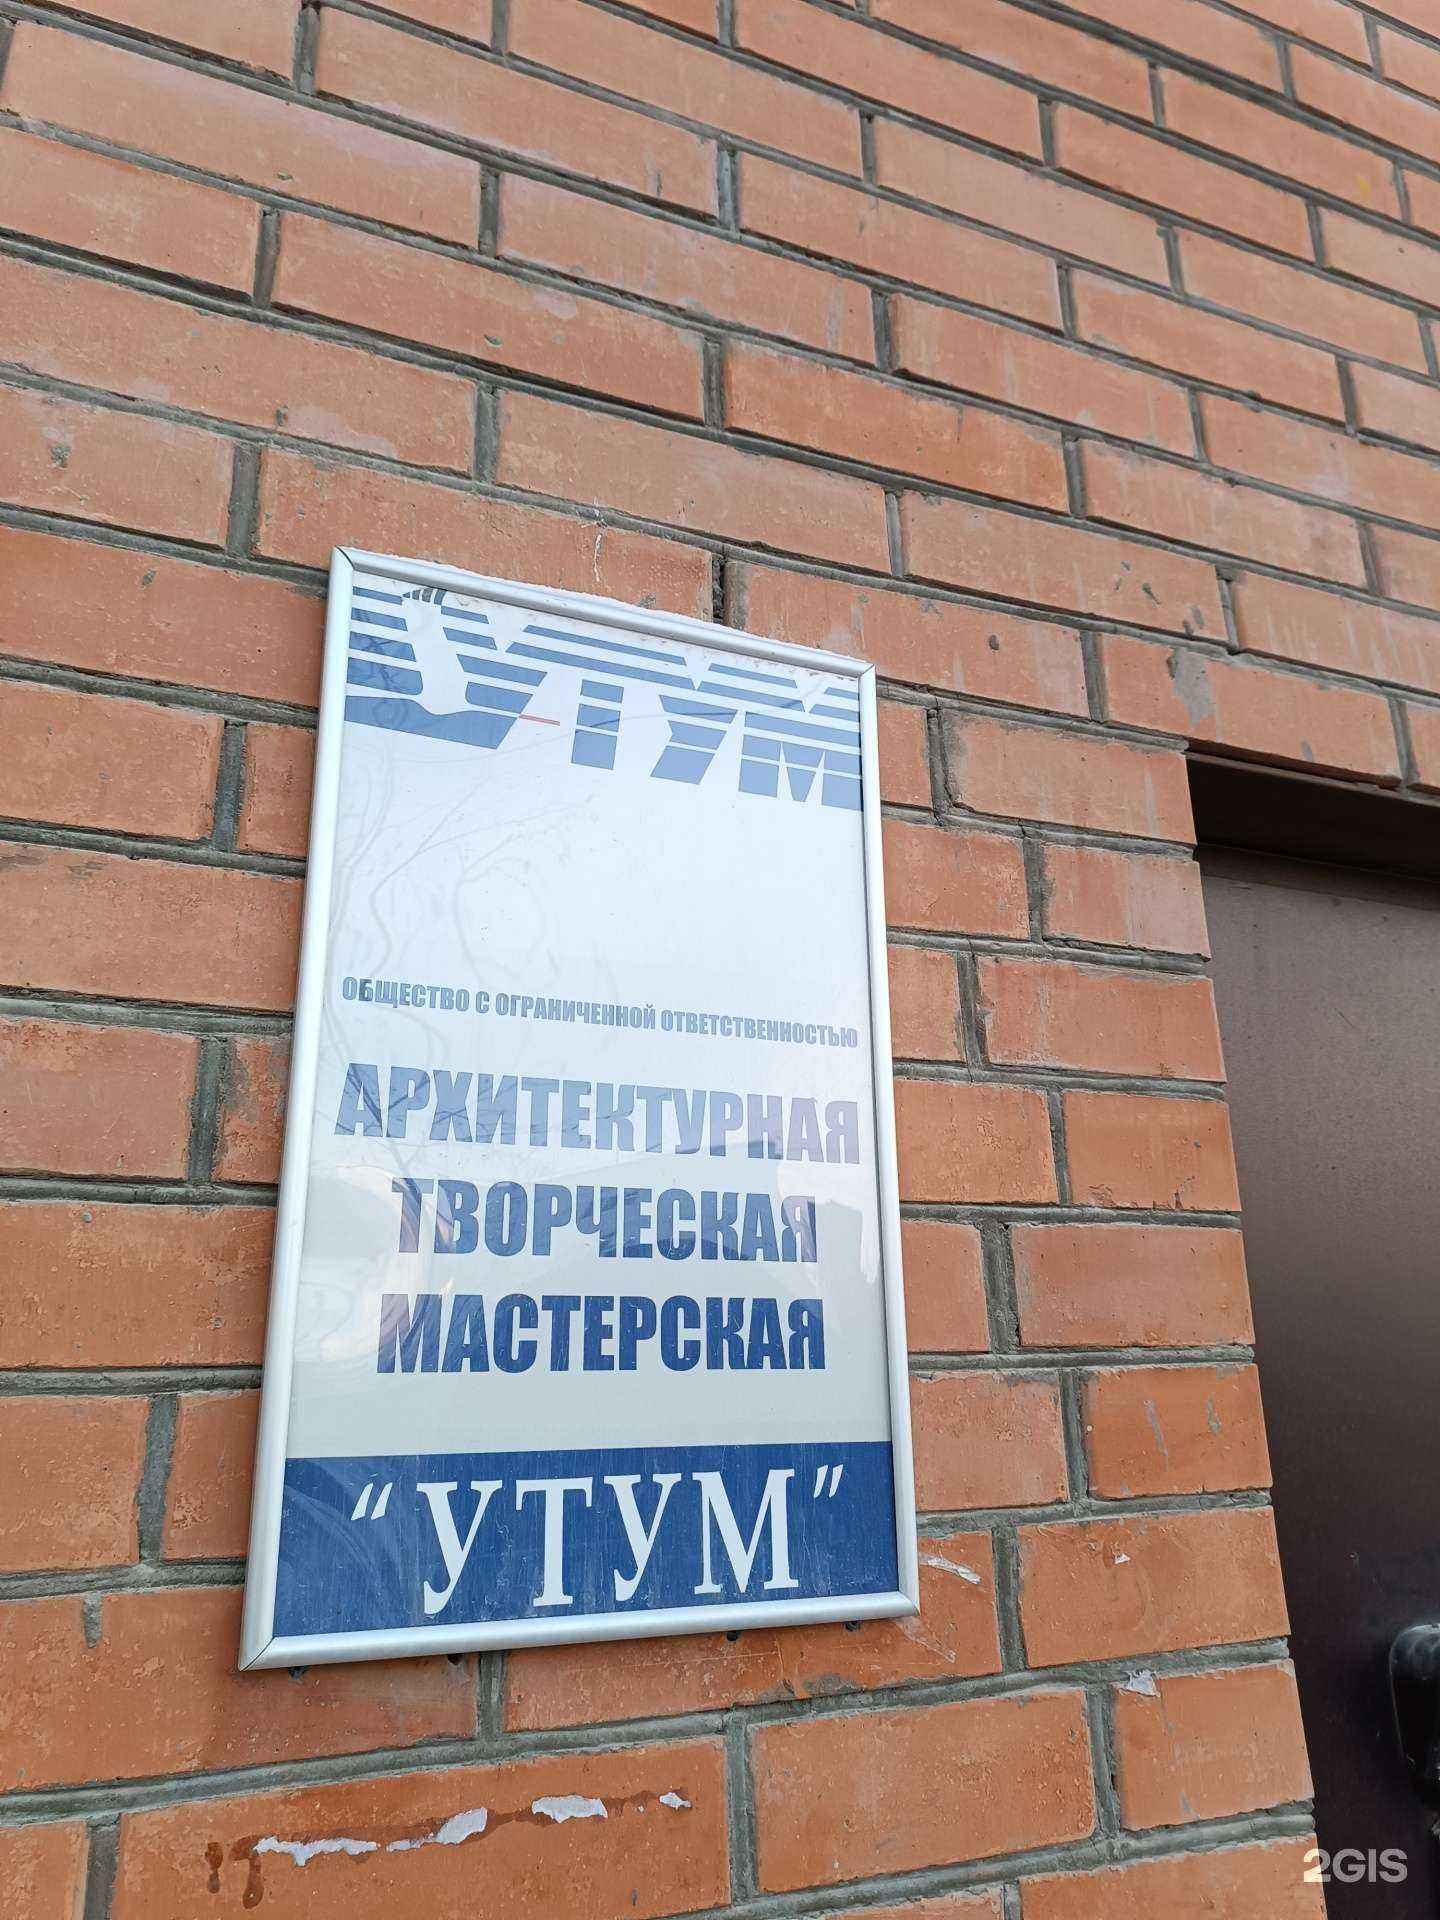 УТУМ
ОБЩЕСТВО С ОГРАНИЧЕННОЙ ОТВЕТСТВЕННОСТЬЮ
АРХИТЕКТУРНАЯ
ТВОРЧЕСКАЯ
МАСТЕРСКАЯ
"УТУМ"
2GIS